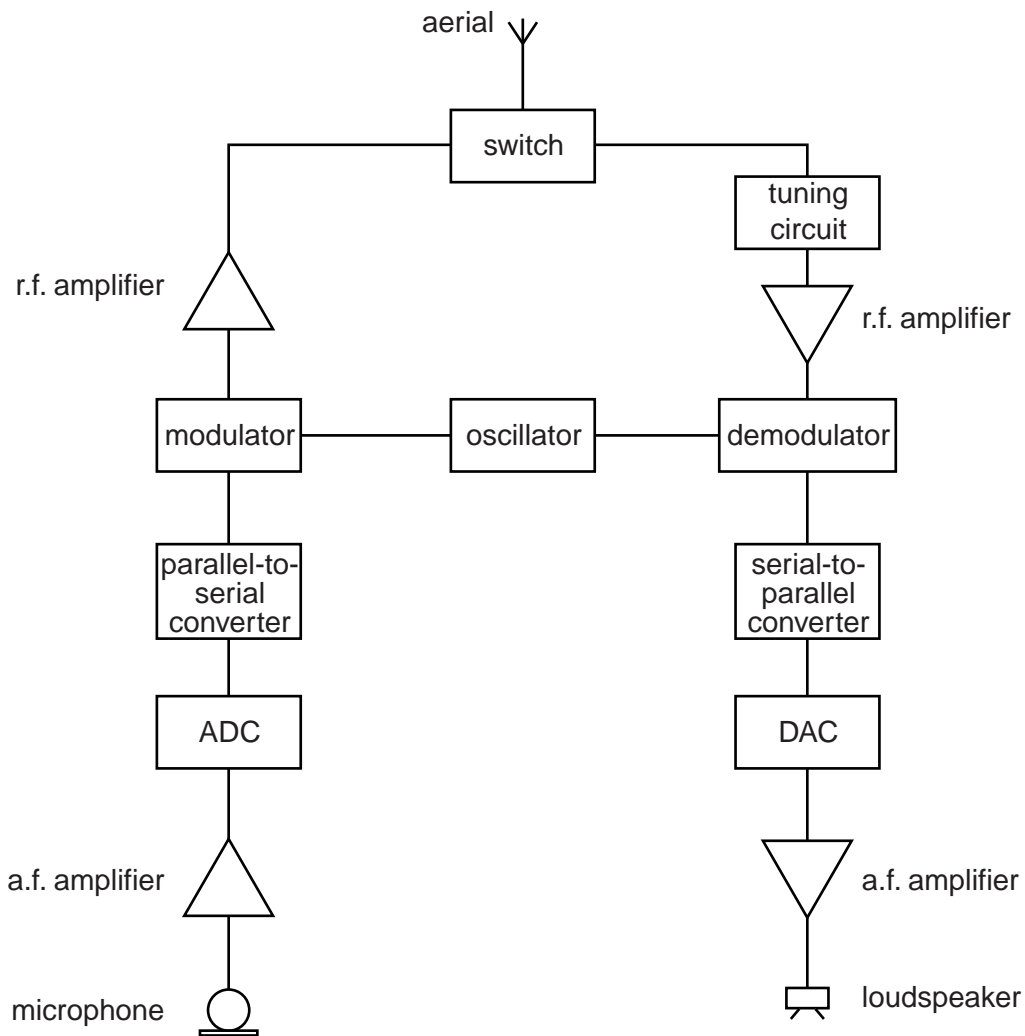 aerial
switch
tuning
circuit
r.f. amplifier
r.f. amplifier
modulator
oscillator
demodulator
parallel-to-
serial
converter
serial-to-
parallel
converter
ADC
DAC
a.f. amplifier
a.f. amplifier
microphone
loudspeaker